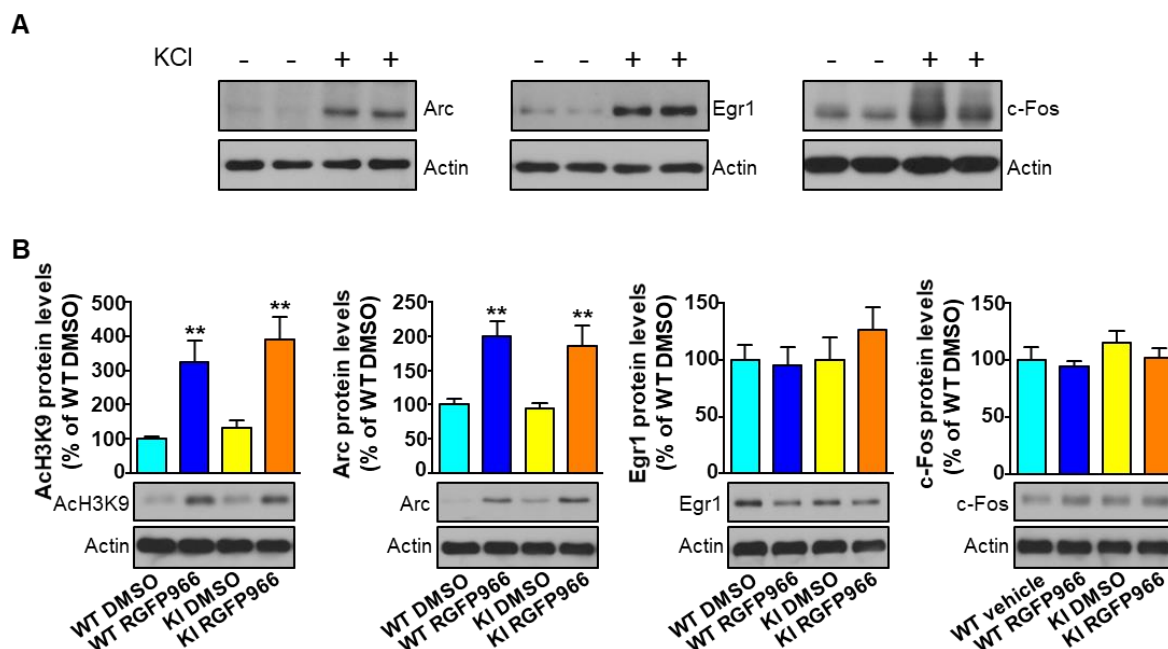 A
KCl - - + + - - + + - - + +
Arc
Egr1
c-Fos
Actin
Actin
Actin
B
AcH3K9 protein levels
(% of WT DMSO)
500
400
300
200
100
0
** **
AcH3K9
Actin
WT DMSO
WT RGFP966
KI DMSO
KI RGFP966
Arc protein levels
(% of WT DMSO)
250
200
150
100
50
0
** **
Arc
Actin
WT DMSO
WT RGFP966
KI DMSO
KI RGFP966
Egr1 protein levels
(% of WT DMSO)
150
100
50
0
Egr1
Actin
WT DMSO
WT RGFP966
KI DMSO
KI RGFP966
c-Fos protein levels
(% of WT DMSO)
150
100
50
0
c-Fos
Actin
WT vehicle
WT RGFP966
KI DMSO
KI RGFP966